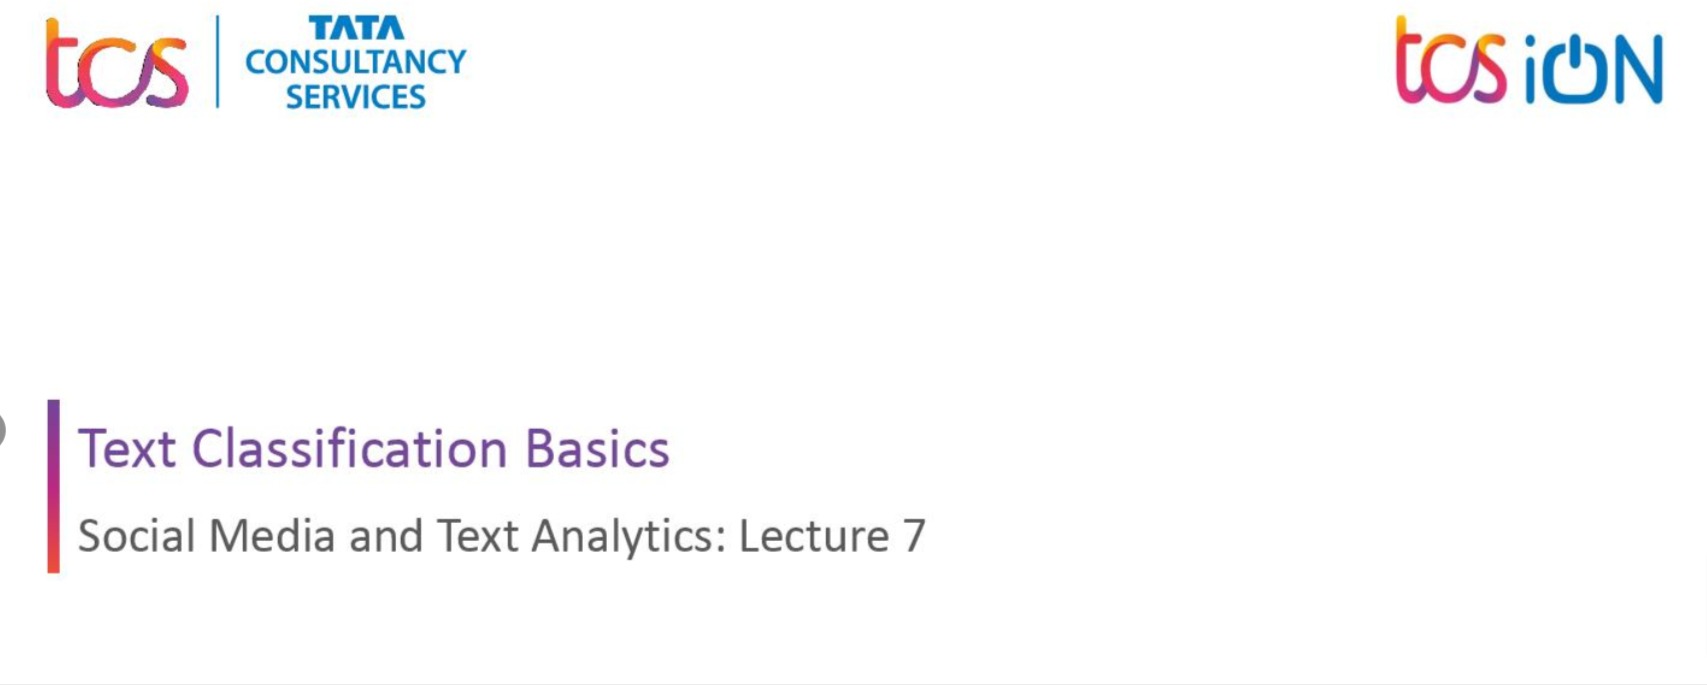 tcs
TATA
CONSULTANCY
SERVICES
tcs iON
Text Classification Basics
Social Media and Text Analytics: Lecture 7